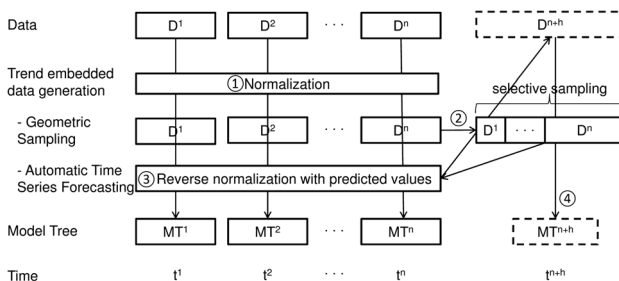 Data D¹ D² · · · Dⁿ Dⁿ⁺ʰ
Trend embedded
data generation
① Normalization
selective sampling
- Geometric
Sampling
D¹ D² · · · Dⁿ ② D¹ · · · Dⁿ
- Automatic Time
Series Forecasting
③ Reverse normalization with predicted values
④
Model Tree MT¹ MT² · · · MTⁿ MTⁿ⁺ʰ
Time t¹ t² · · · tⁿ tⁿ⁺ʰ